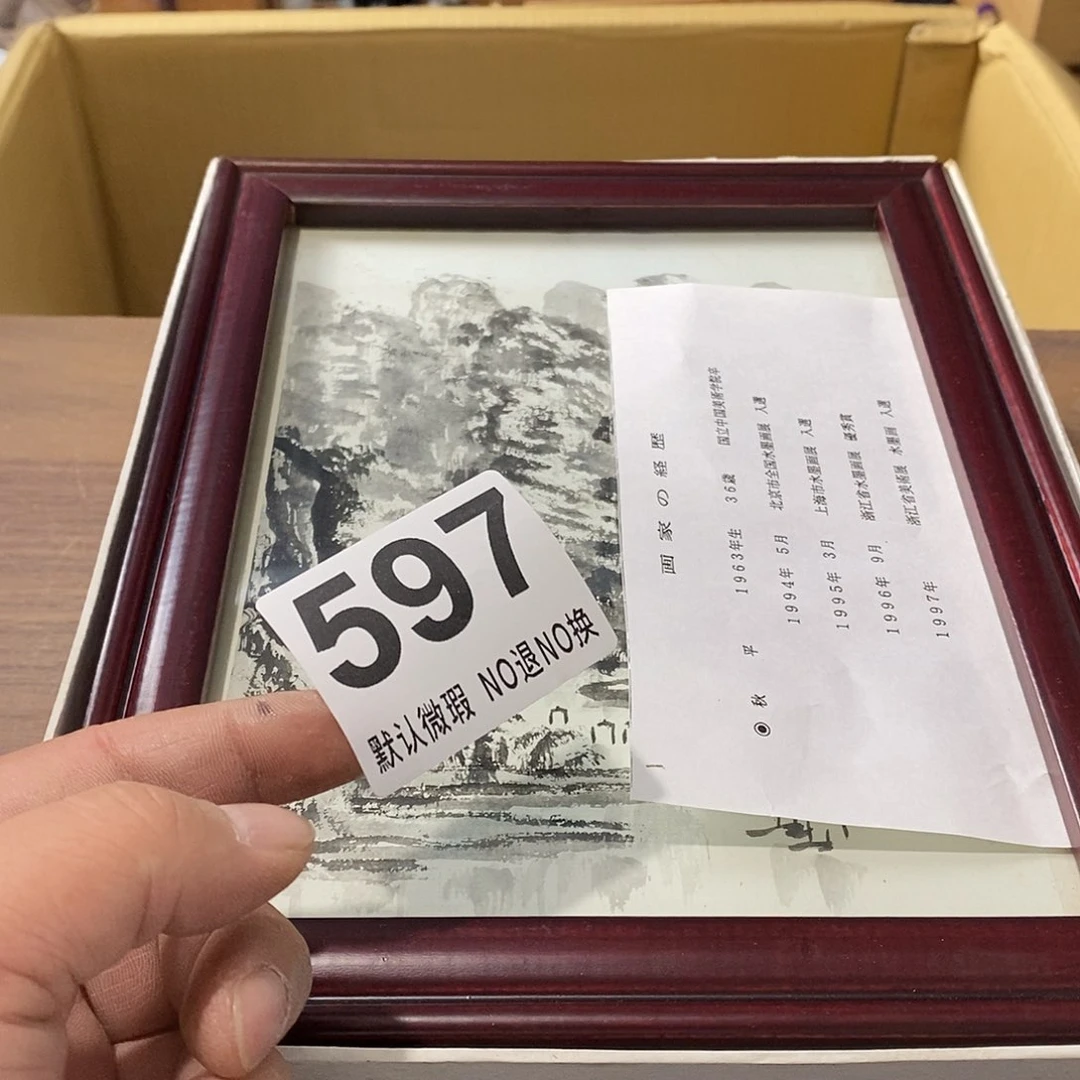 597
默认微瑕 NO退NO换
画家の経歴
◉ 秋 平 1963年生 36歳 国立中国美術学院卒
1994年 5月 北京市全国水墨画展 入選
1995年 3月 上海市水墨画展 入選
1996年 9月 浙江省水墨画展 優秀賞
1997年 浙江省美術展 水墨画 入選